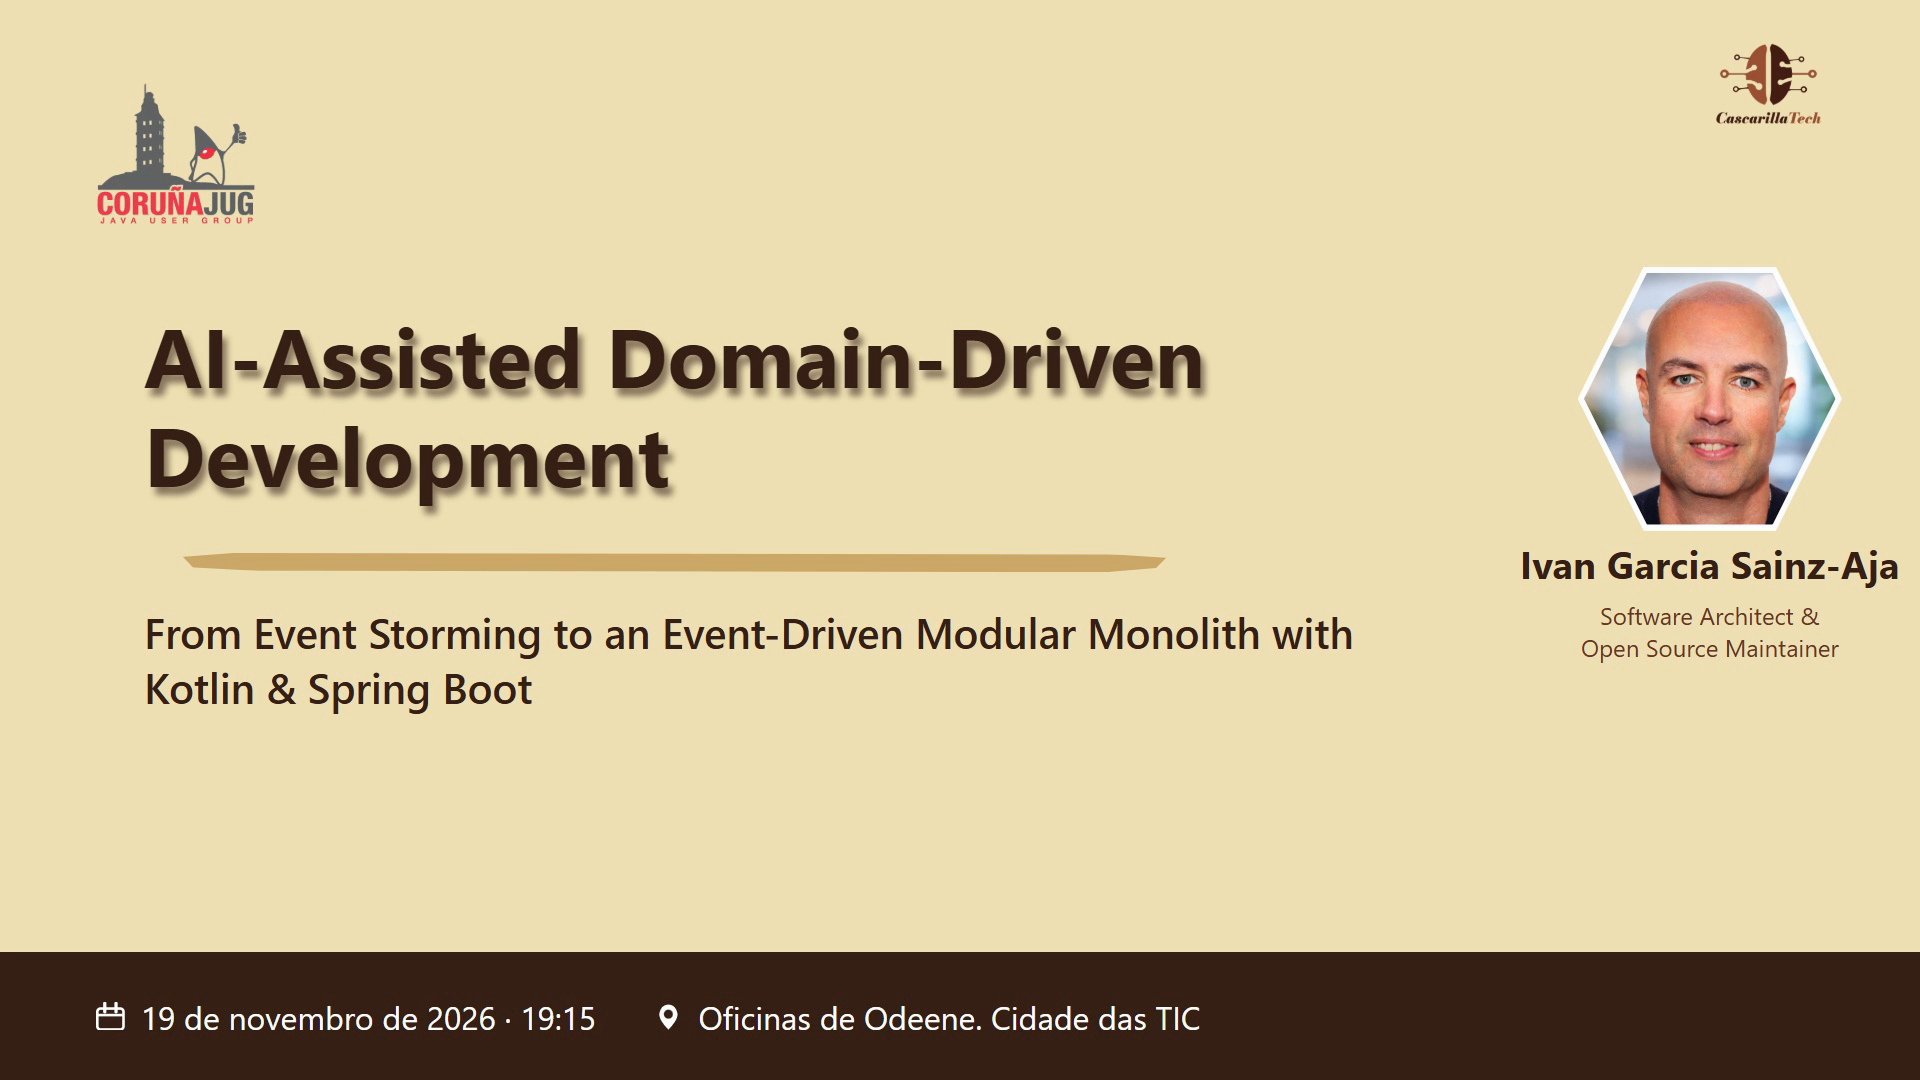 CORUÑAJUG
JAVA USER GROUP
CascarillaTech
AI-Assisted Domain-Driven
Development
From Event Storming to an Event-Driven Modular Monolith with
Kotlin & Spring Boot
Ivan Garcia Sainz-Aja
Software Architect &
Open Source Maintainer
19 de novembro de 2026 · 19:15
Oficinas de Odeene. Cidade das TIC